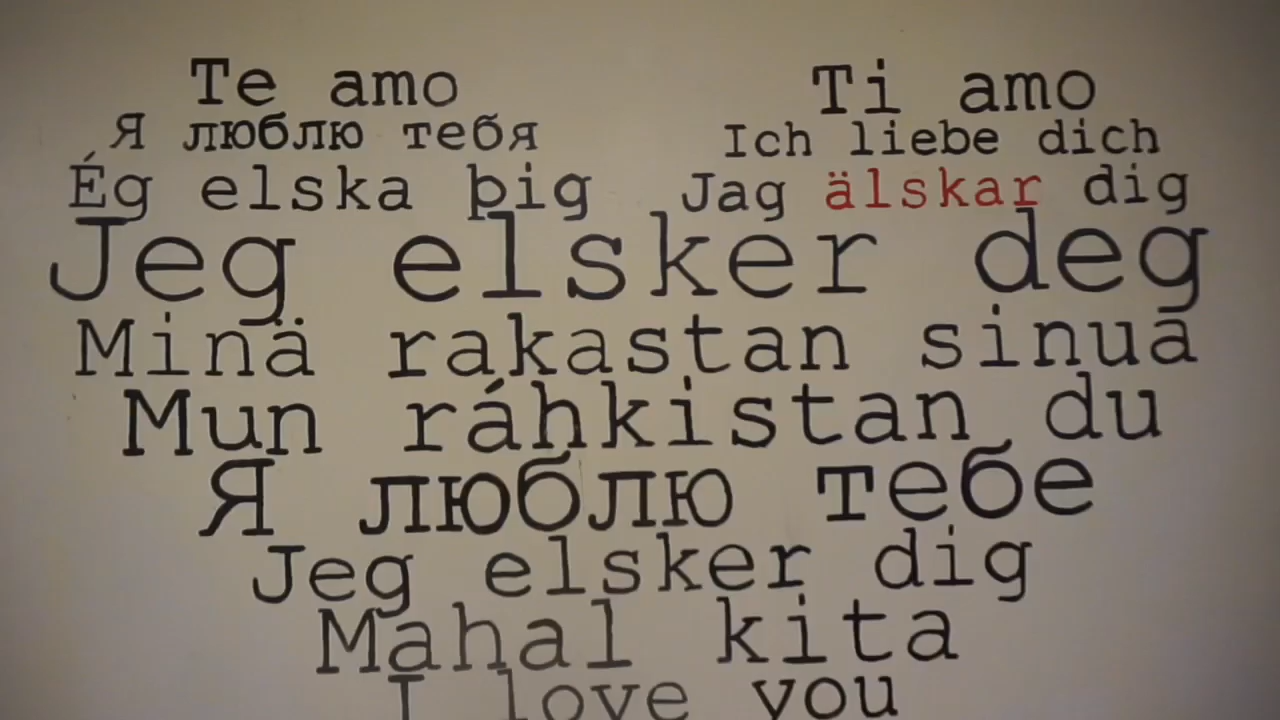 Te amo
Ti amo
Я люблю тебя
Ich liebe dich
Ég elska þig
Jag älskar dig
Jeg elsker deg
Minä rakastan sinua
Mun ráhkistan du
Я люблю тебе
Jeg elsker dig
Mahal kita
I love you